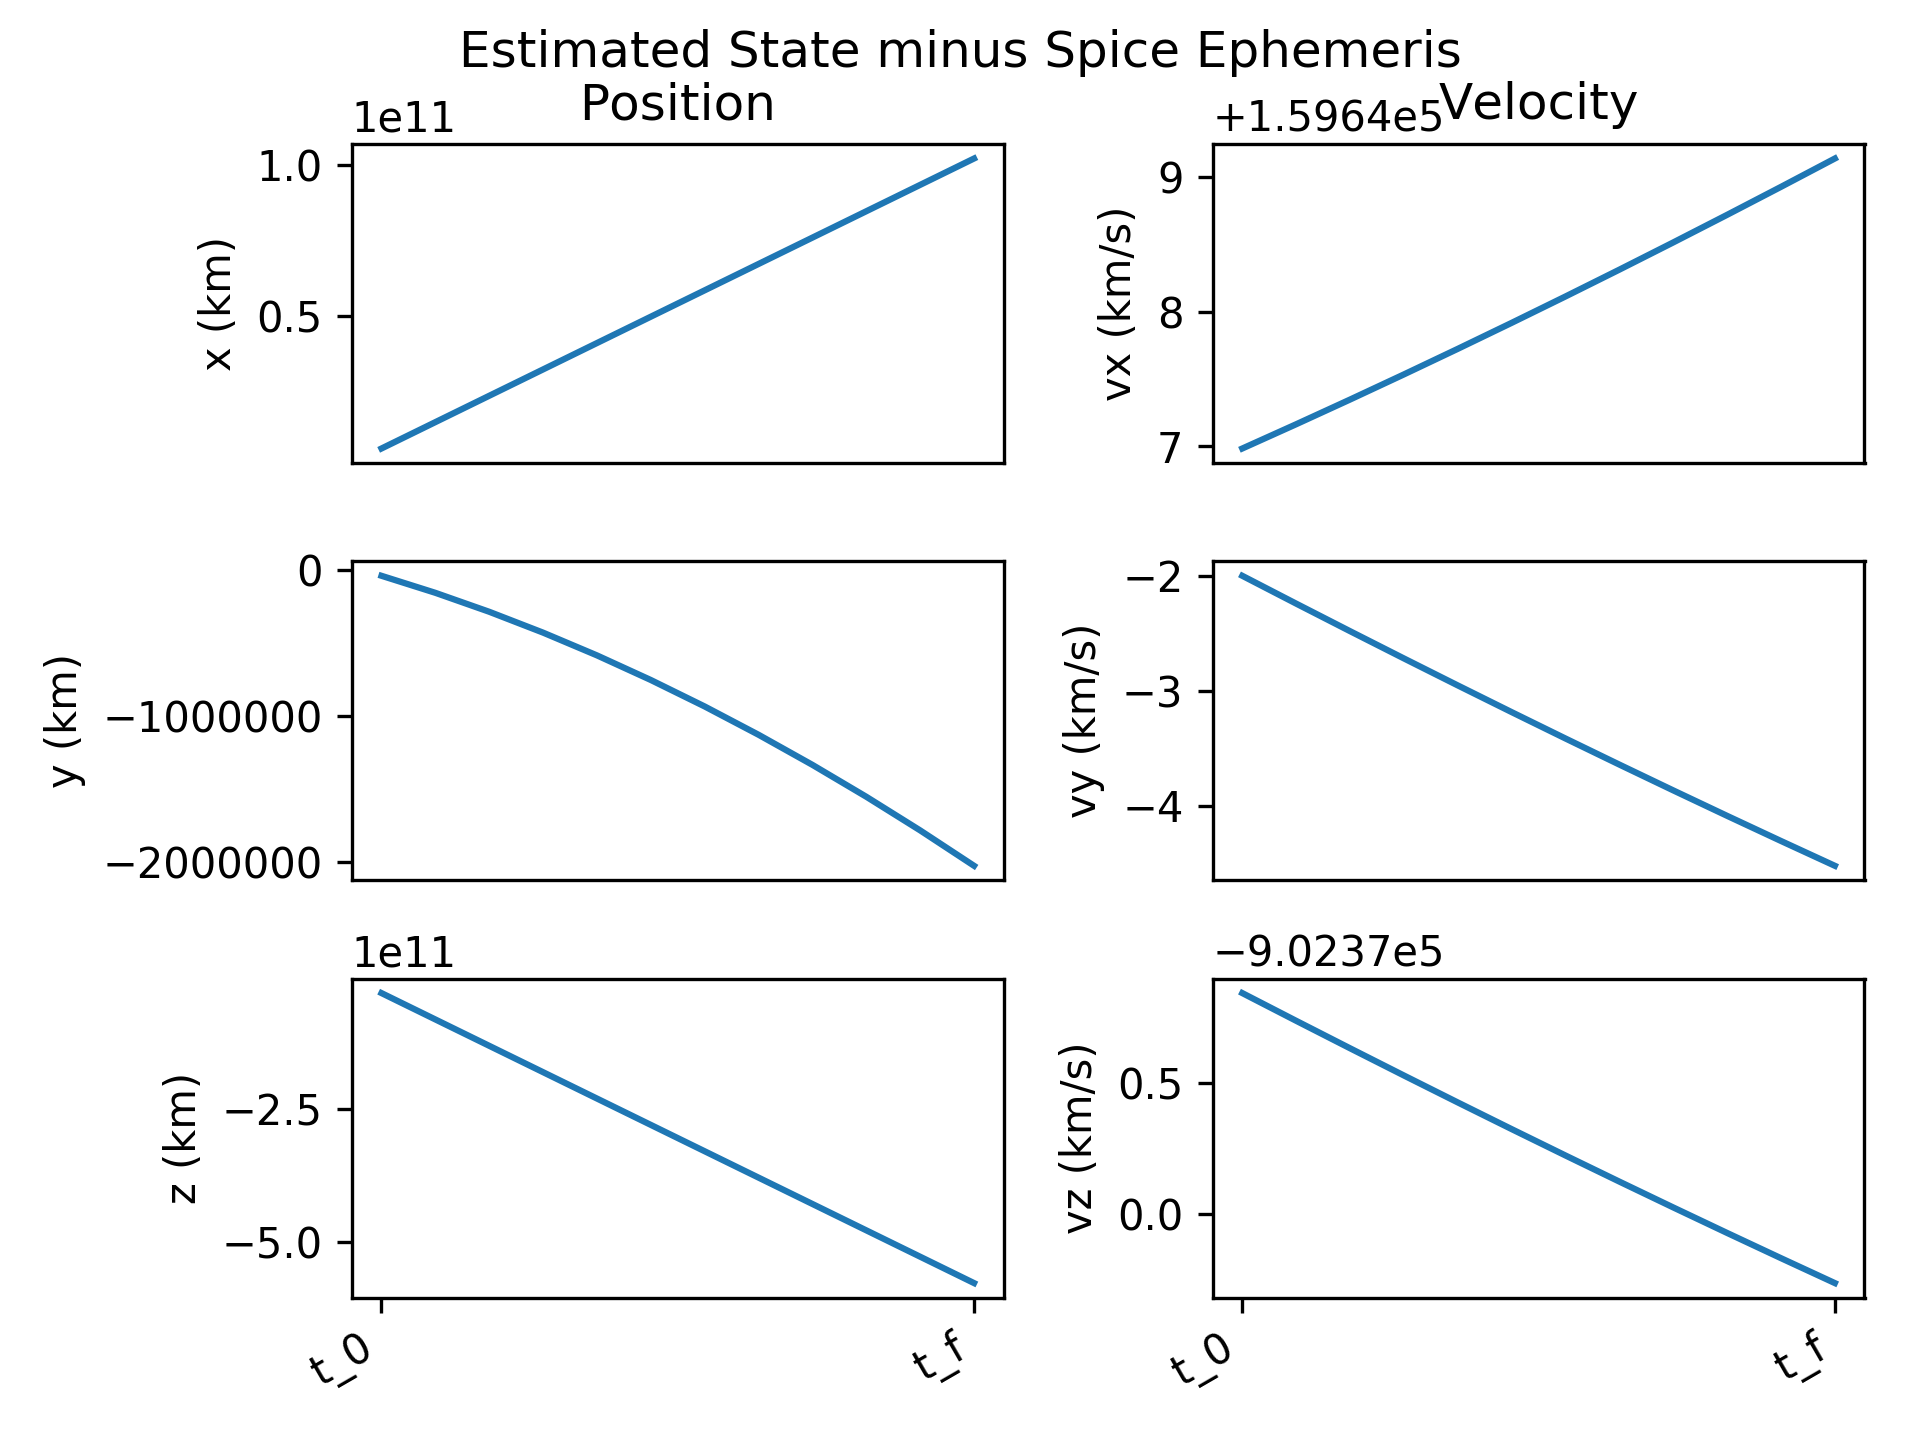 Estimated State minus Spice Ephemeris
Position
Velocity
1e11
1.0
0.5
x (km)
+1.5964e5
9
8
7
vx (km/s)
0
−1000000
−2000000
y (km)
−2
−3
−4
vy (km/s)
1e11
−2.5
−5.0
z (km)
t_0
t_f
−9.0237e5
0.5
0.0
vz (km/s)
t_0
t_f